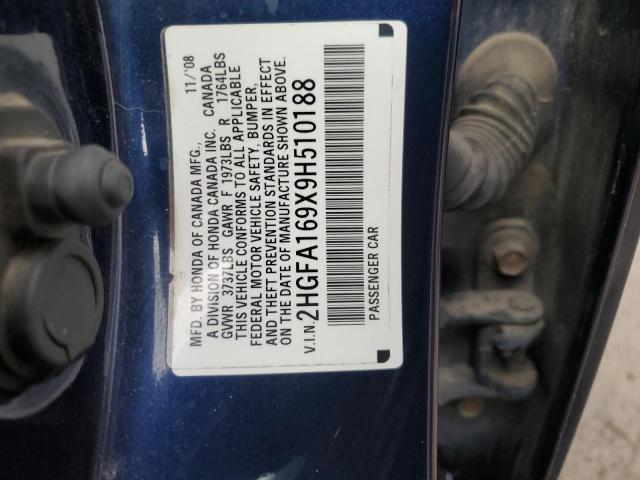 MFD. BY HONDA OF CANADA MFG., 11/'08
A DIVISION OF HONDA CANADA INC. CANADA
GVWR 3737LBS GAWR F 1973LBS R 1764LBS
THIS VEHICLE CONFORMS TO ALL APPLICABLE
FEDERAL MOTOR VEHICLE SAFETY, BUMPER,
AND THEFT PREVENTION STANDARDS IN EFFECT
ON THE DATE OF MANUFACTURE SHOWN ABOVE.
V.I.N. 2HGFA169X9H510188
PASSENGER CAR